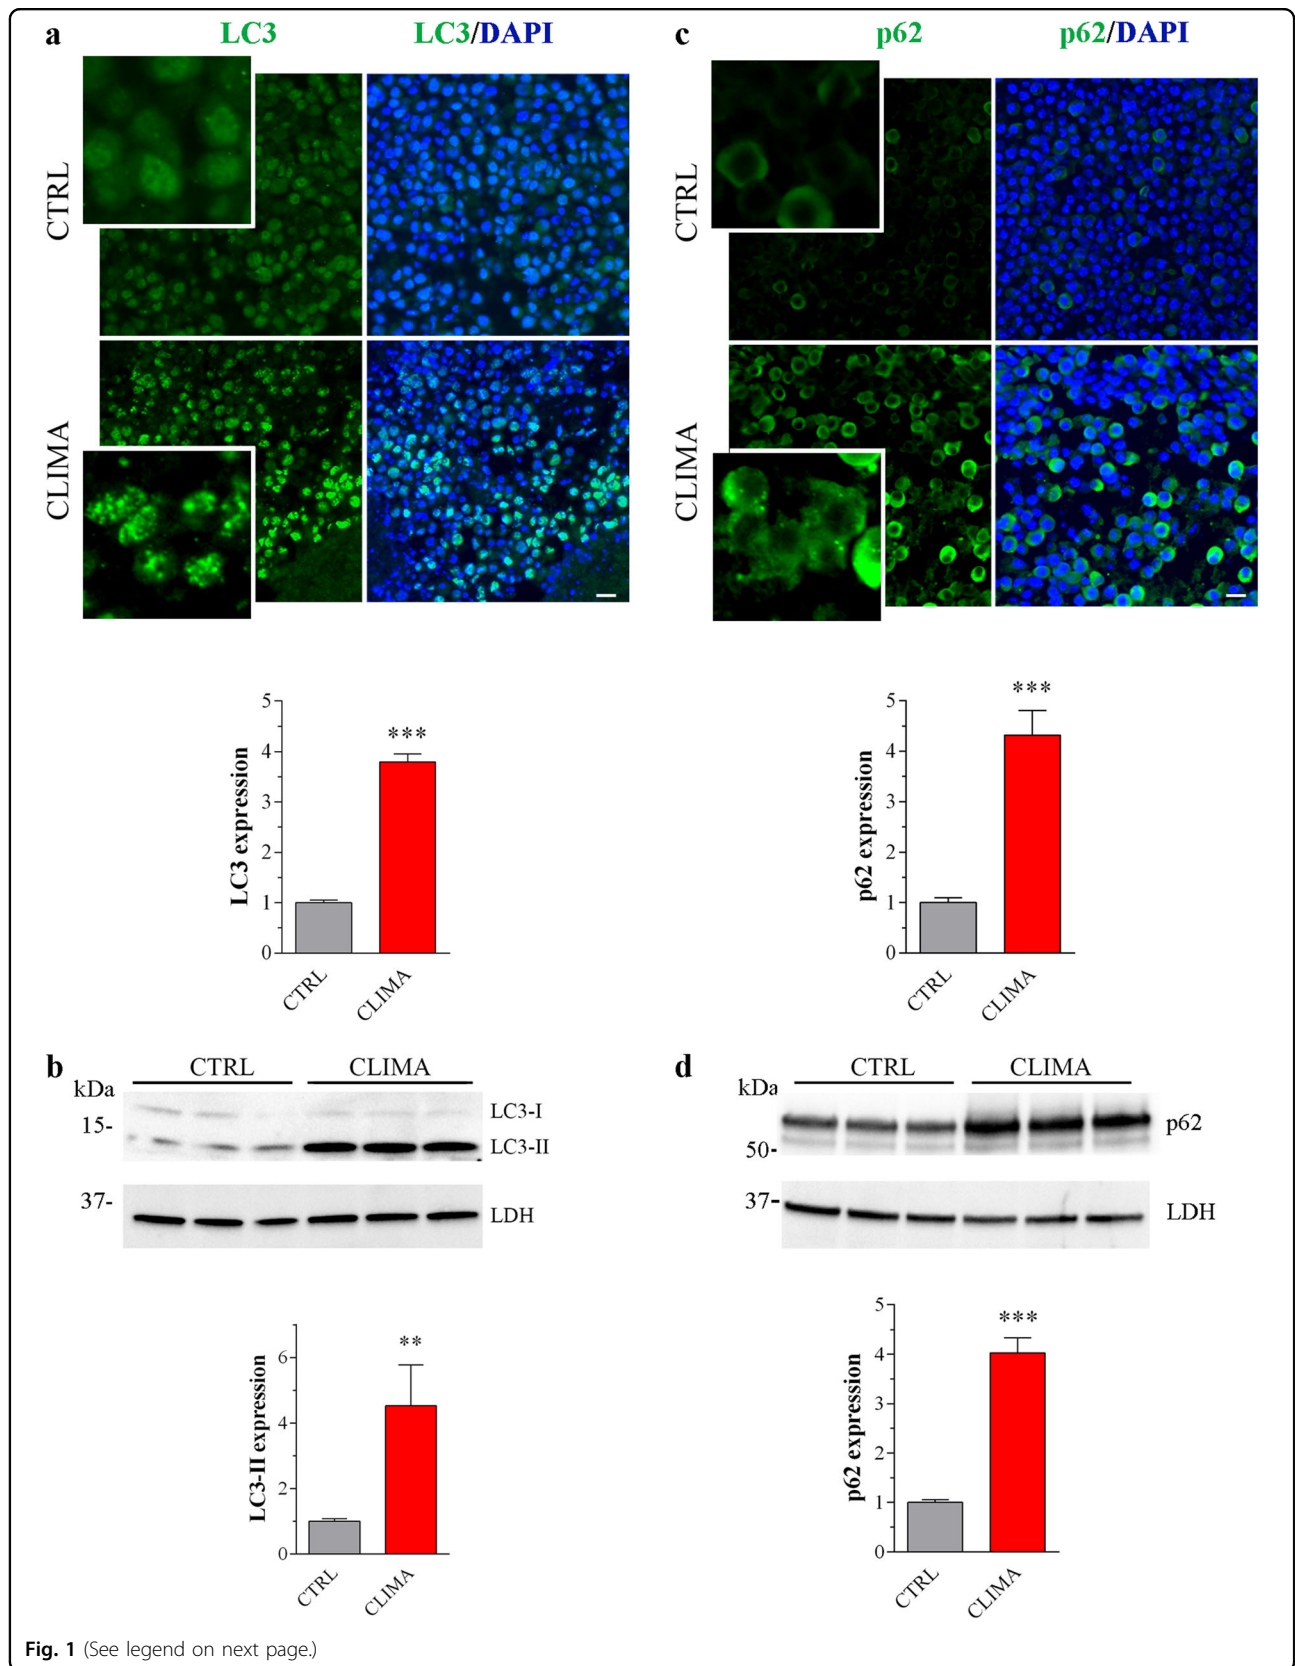 a
LC3
LC3/DAPI
CTRL
CLIMA
LC3 expression
5
4
3
2
1
0
***
CTRL
CLIMA
c
p62
p62/DAPI
CTRL
CLIMA
p62 expression
5
4
3
2
1
0
***
CTRL
CLIMA
b
CTRL
CLIMA
kDa
15-
LC3-I
LC3-II
37-
LDH
LC3-II expression
6
4
2
0
**
CTRL
CLIMA
d
CTRL
CLIMA
kDa
p62
50-
37-
LDH
p62 expression
5
4
3
2
1
0
***
CTRL
CLIMA
Fig. 1 (See legend on next page.)